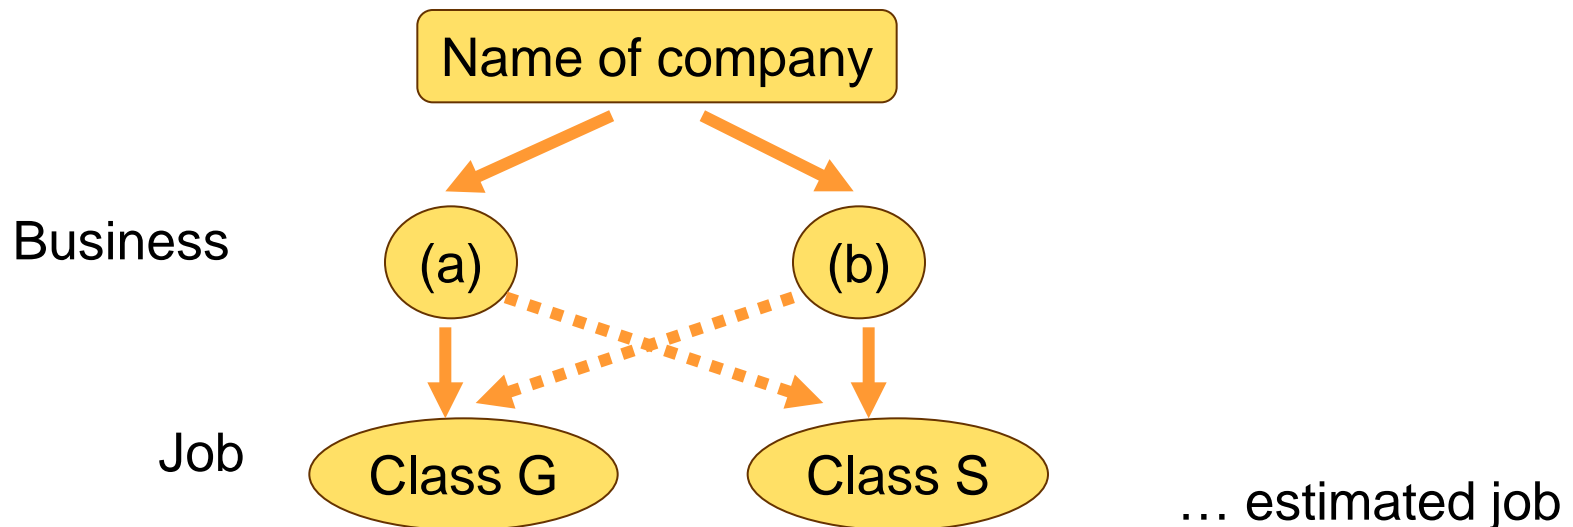 Name of company
Business
(a)
(b)
Job
Class G
Class S
… estimated job